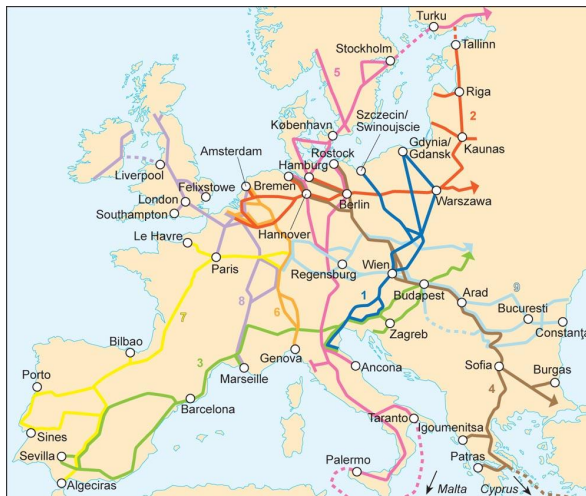 Turku
Tallinn
Stockholm
5
Riga
Szczecin/
Swinoujscie
København
2
Gdynia/
Gdansk
Kaunas
Amsterdam
Rostock
Hamburg
Liverpool
Felixstowe
Bremen
London
Berlin
Warszawa
Southampton
Hannover
Le Havre
Paris
Regensburg
Wien
Budapest
Arad
9
8
1
Bucuresti
7
6
Zagreb
Constanța
Bilbao
3
Genova
Marseille
Ancona
Sofia
Burgas
Porto
Barcelona
4
Taranto
Igoumenitsa
Sines
Patras
Sevilla
Palermo
Algeciras
Malta
Cyprus